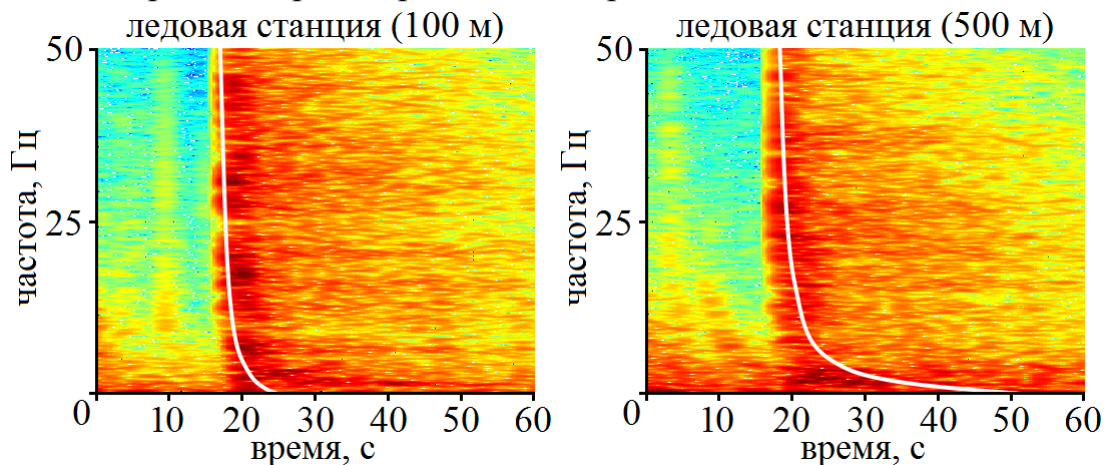 ледовая станция (100 м)
50
25
0
частота, Гц
10 20 30 40 50 60
время, с
ледовая станция (500 м)
50
25
0
частота, Гц
10 20 30 40 50 60
время, с